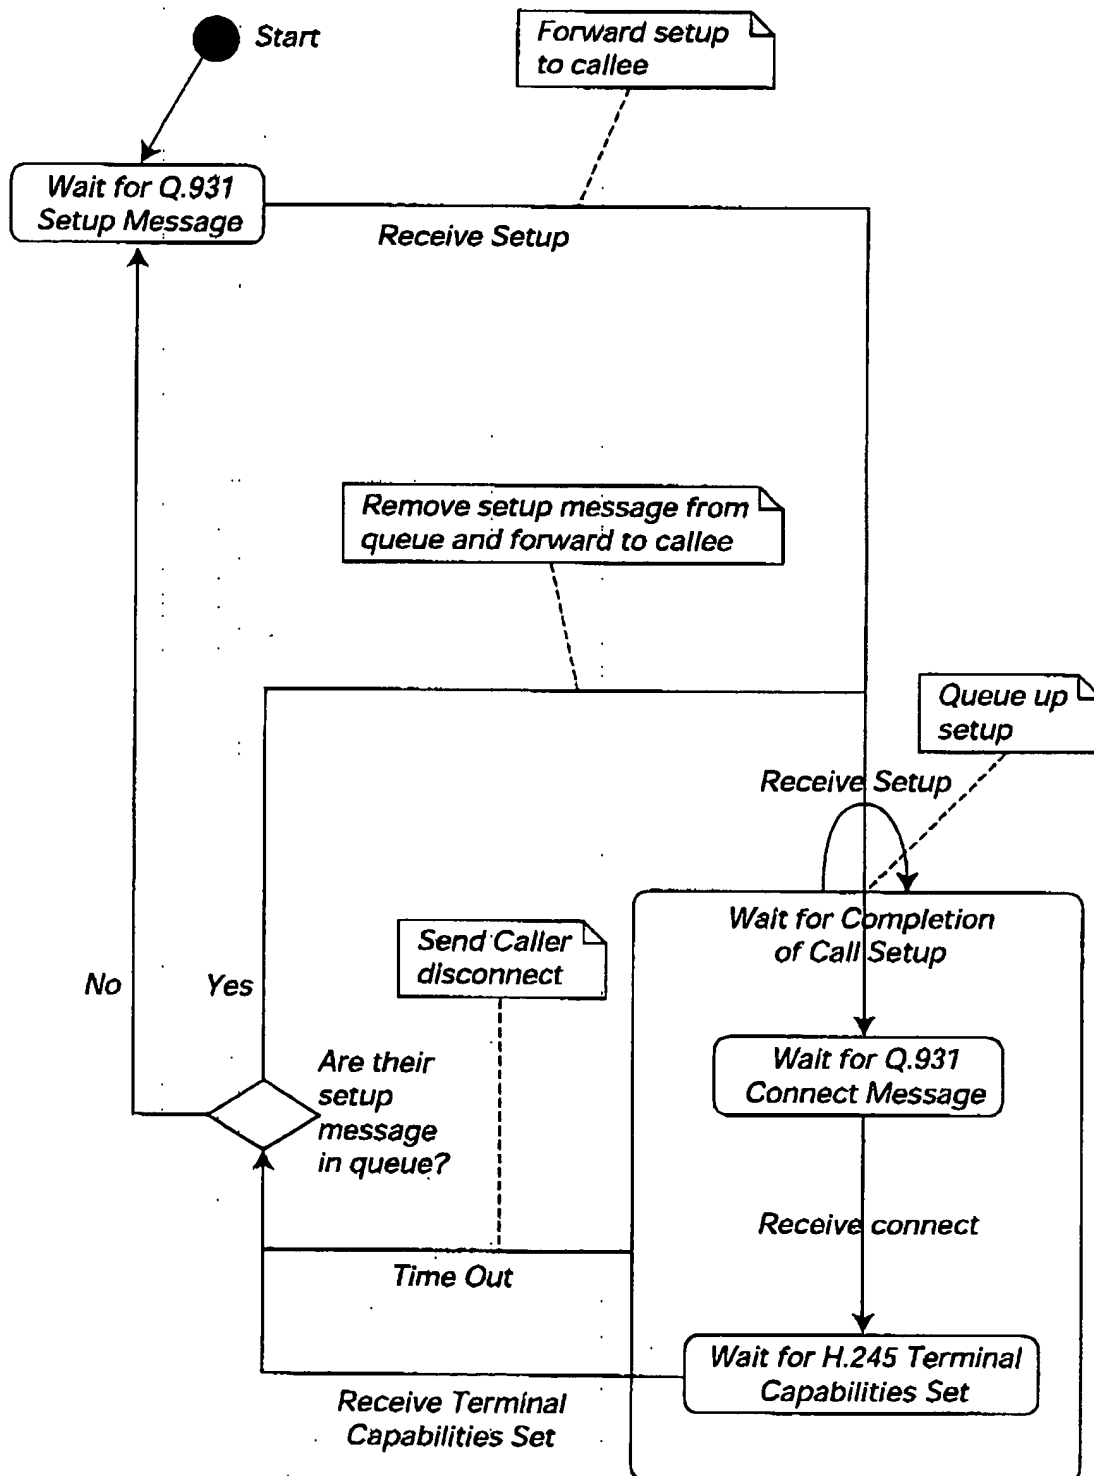 Start
Forward setup
to callee
Wait for Q.931
Setup Message
Receive Setup
Remove setup message from
queue and forward to callee
Queue up
setup
Receive Setup
Wait for Completion
of Call Setup
Send Caller
disconnect
No
Yes
Wait for Q.931
Connect Message
Are their
setup
message
in queue?
Receive connect
Time Out
Wait for H.245 Terminal
Capabilities Set
Receive Terminal
Capabilities Set